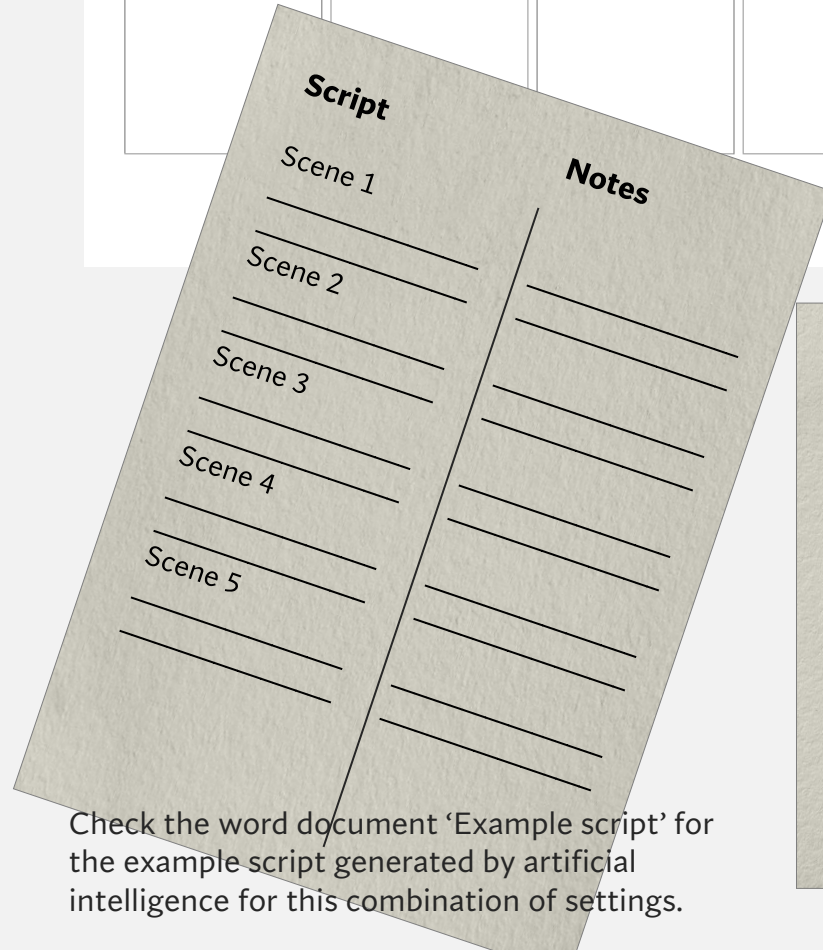 Script
Notes
Scene 1
Scene 2
Scene 3
Scene 4
Scene 5
Check the word document ‘Example script’ for
the example script generated by artificial
intelligence for this combination of settings.